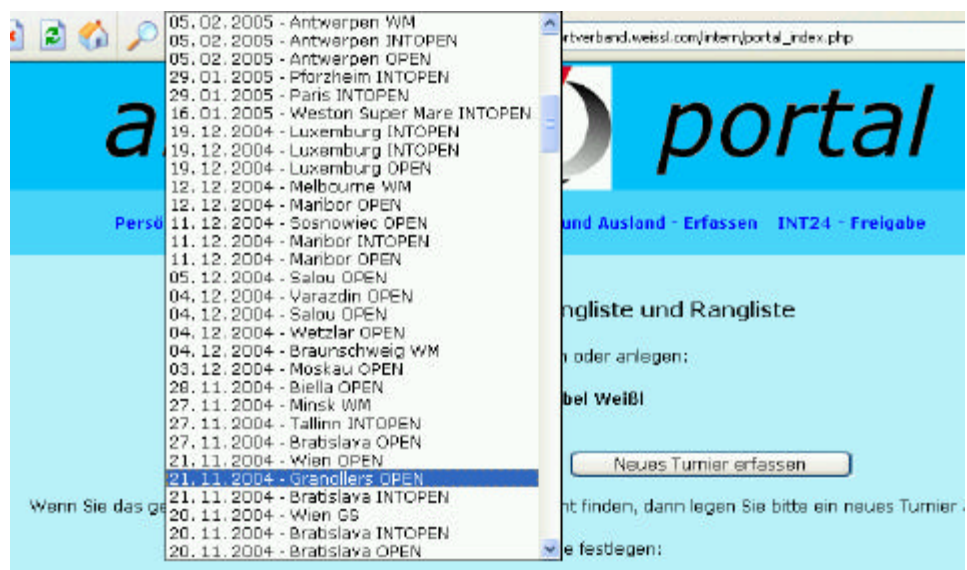 05.02.2005 - Antwerpen WM
05.02.2005 - Antwerpen INTOPEN
05.02.2005 - Antwerpen OPEN
29.01.2005 - Pforzheim INTOPEN
29.01.2005 - Paris INTOPEN
16.01.2005 - Weston Super Mare INTOPEN
19.12.2004 - Luxemburg INTOPEN
19.12.2004 - Luxemburg INTOPEN
19.12.2004 - Luxemburg OPEN
12.12.2004 - Melbourne WM
12.12.2004 - Maribor OPEN
11.12.2004 - Sosnowiec OPEN
11.12.2004 - Maribor INTOPEN
11.12.2004 - Maribor OPEN
05.12.2004 - Salou OPEN
04.12.2004 - Varazdin OPEN
04.12.2004 - Salou OPEN
04.12.2004 - Wetzlar OPEN
04.12.2004 - Braunschweig WM
03.12.2004 - Moskau OPEN
28.11.2004 - Biella OPEN
27.11.2004 - Minsk WM
27.11.2004 - Tallinn INTOPEN
27.11.2004 - Bratislava OPEN
21.11.2004 - Wien OPEN
21.11.2004 - Granollers OPEN
21.11.2004 - Bratislava INTOPEN
20.11.2004 - Wien GS
20.11.2004 - Bratislava INTOPEN
20.11.2004 - Bratislava OPEN
ortverband.weissl.com/intern/portal_index.php
a
portal
Persö
und Ausland - Erfassen INT24 - Freigabe
ngliste und Rangliste
n oder anlegen:
bel Weißl
Neues Turnier erfassen
Wenn Sie das ge
nt finden, dann legen Sie bitte ein neues Turnier
e festlegen: